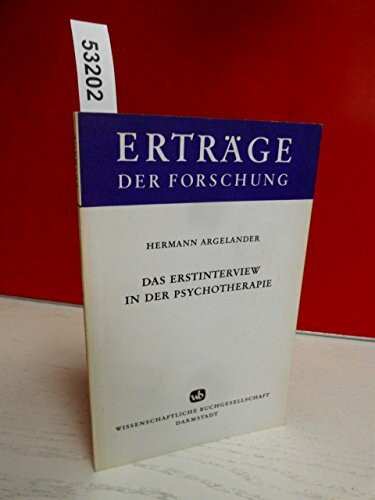 53202
ERTRÄGE
DER FORSCHUNG
HERMANN ARGELANDER
DAS ERSTINTERVIEW
IN DER PSYCHOTHERAPIE
wb
WISSENSCHAFTLICHE BUCHGESELLSCHAFT
DARMSTADT